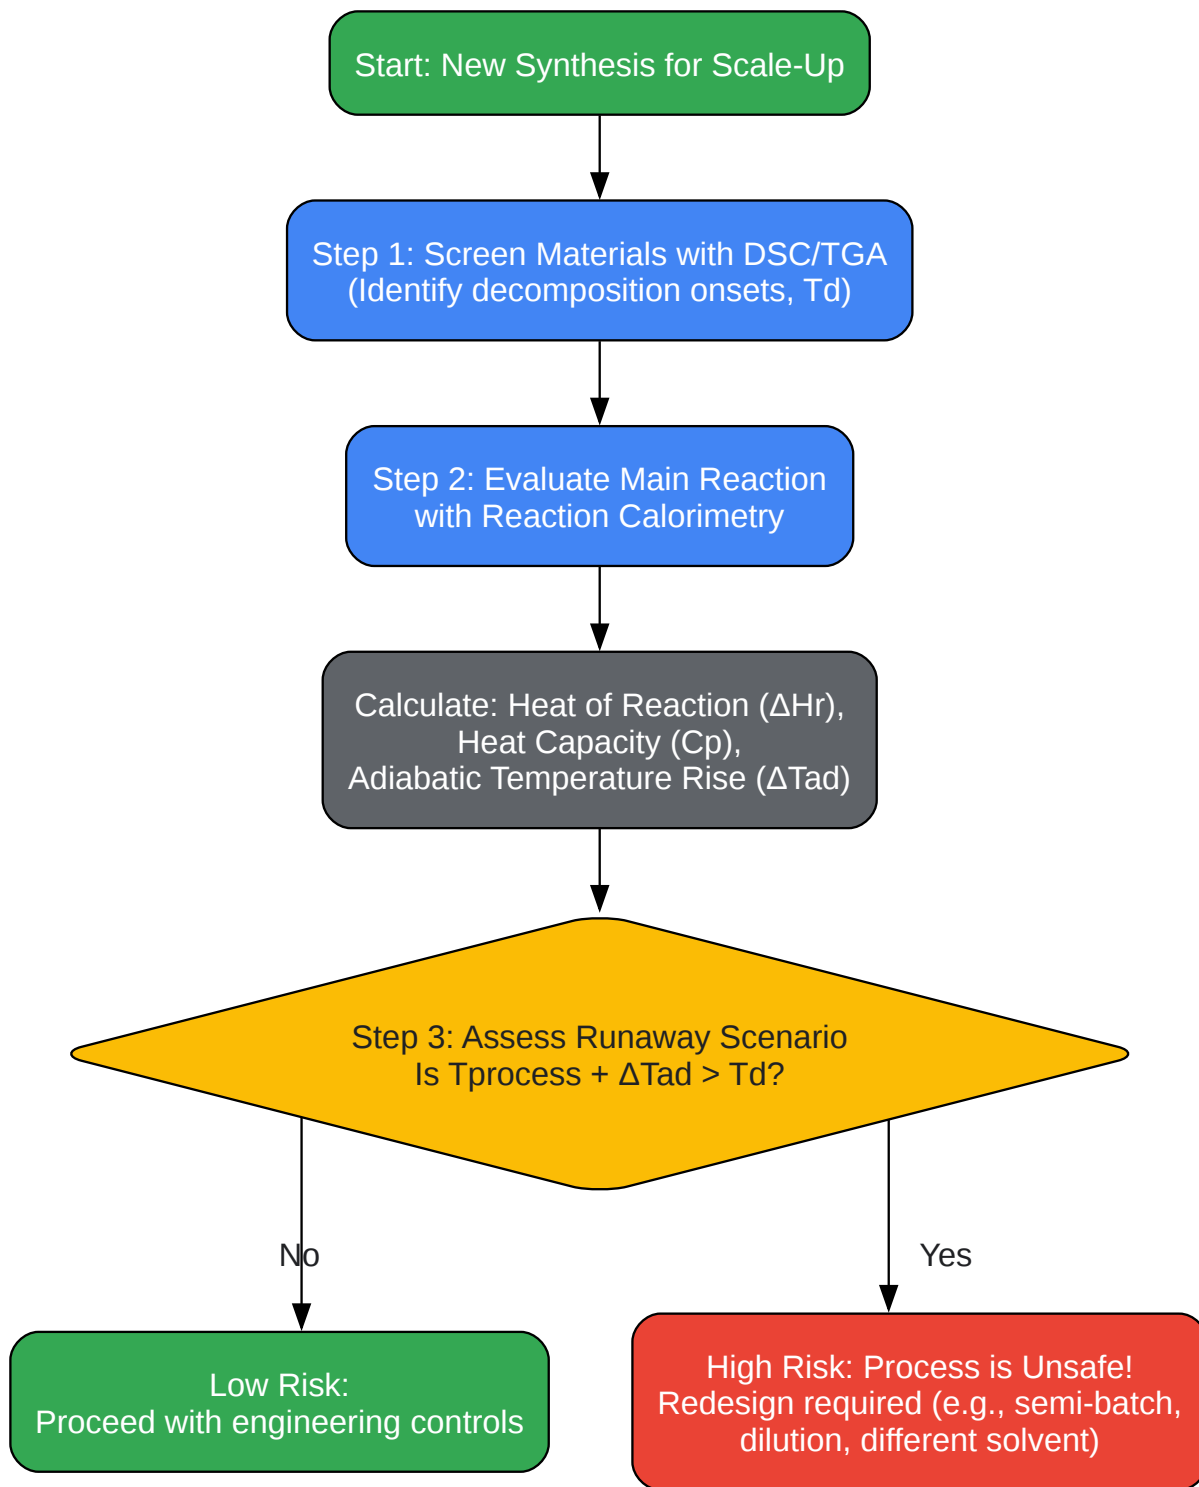 Start: New Synthesis for Scale-Up
Step 1: Screen Materials with DSC/TGA
(Identify decomposition onsets, Td)
Step 2: Evaluate Main Reaction
with Reaction Calorimetry
Calculate: Heat of Reaction (ΔHr),
Heat Capacity (Cp),
Adiabatic Temperature Rise (ΔTad)
Step 3: Assess Runaway Scenario
Is Tprocess + ΔTad > Td?
No
Yes
Low Risk:
Proceed with engineering controls
High Risk: Process is Unsafe!
Redesign required (e.g., semi-batch,
dilution, different solvent)